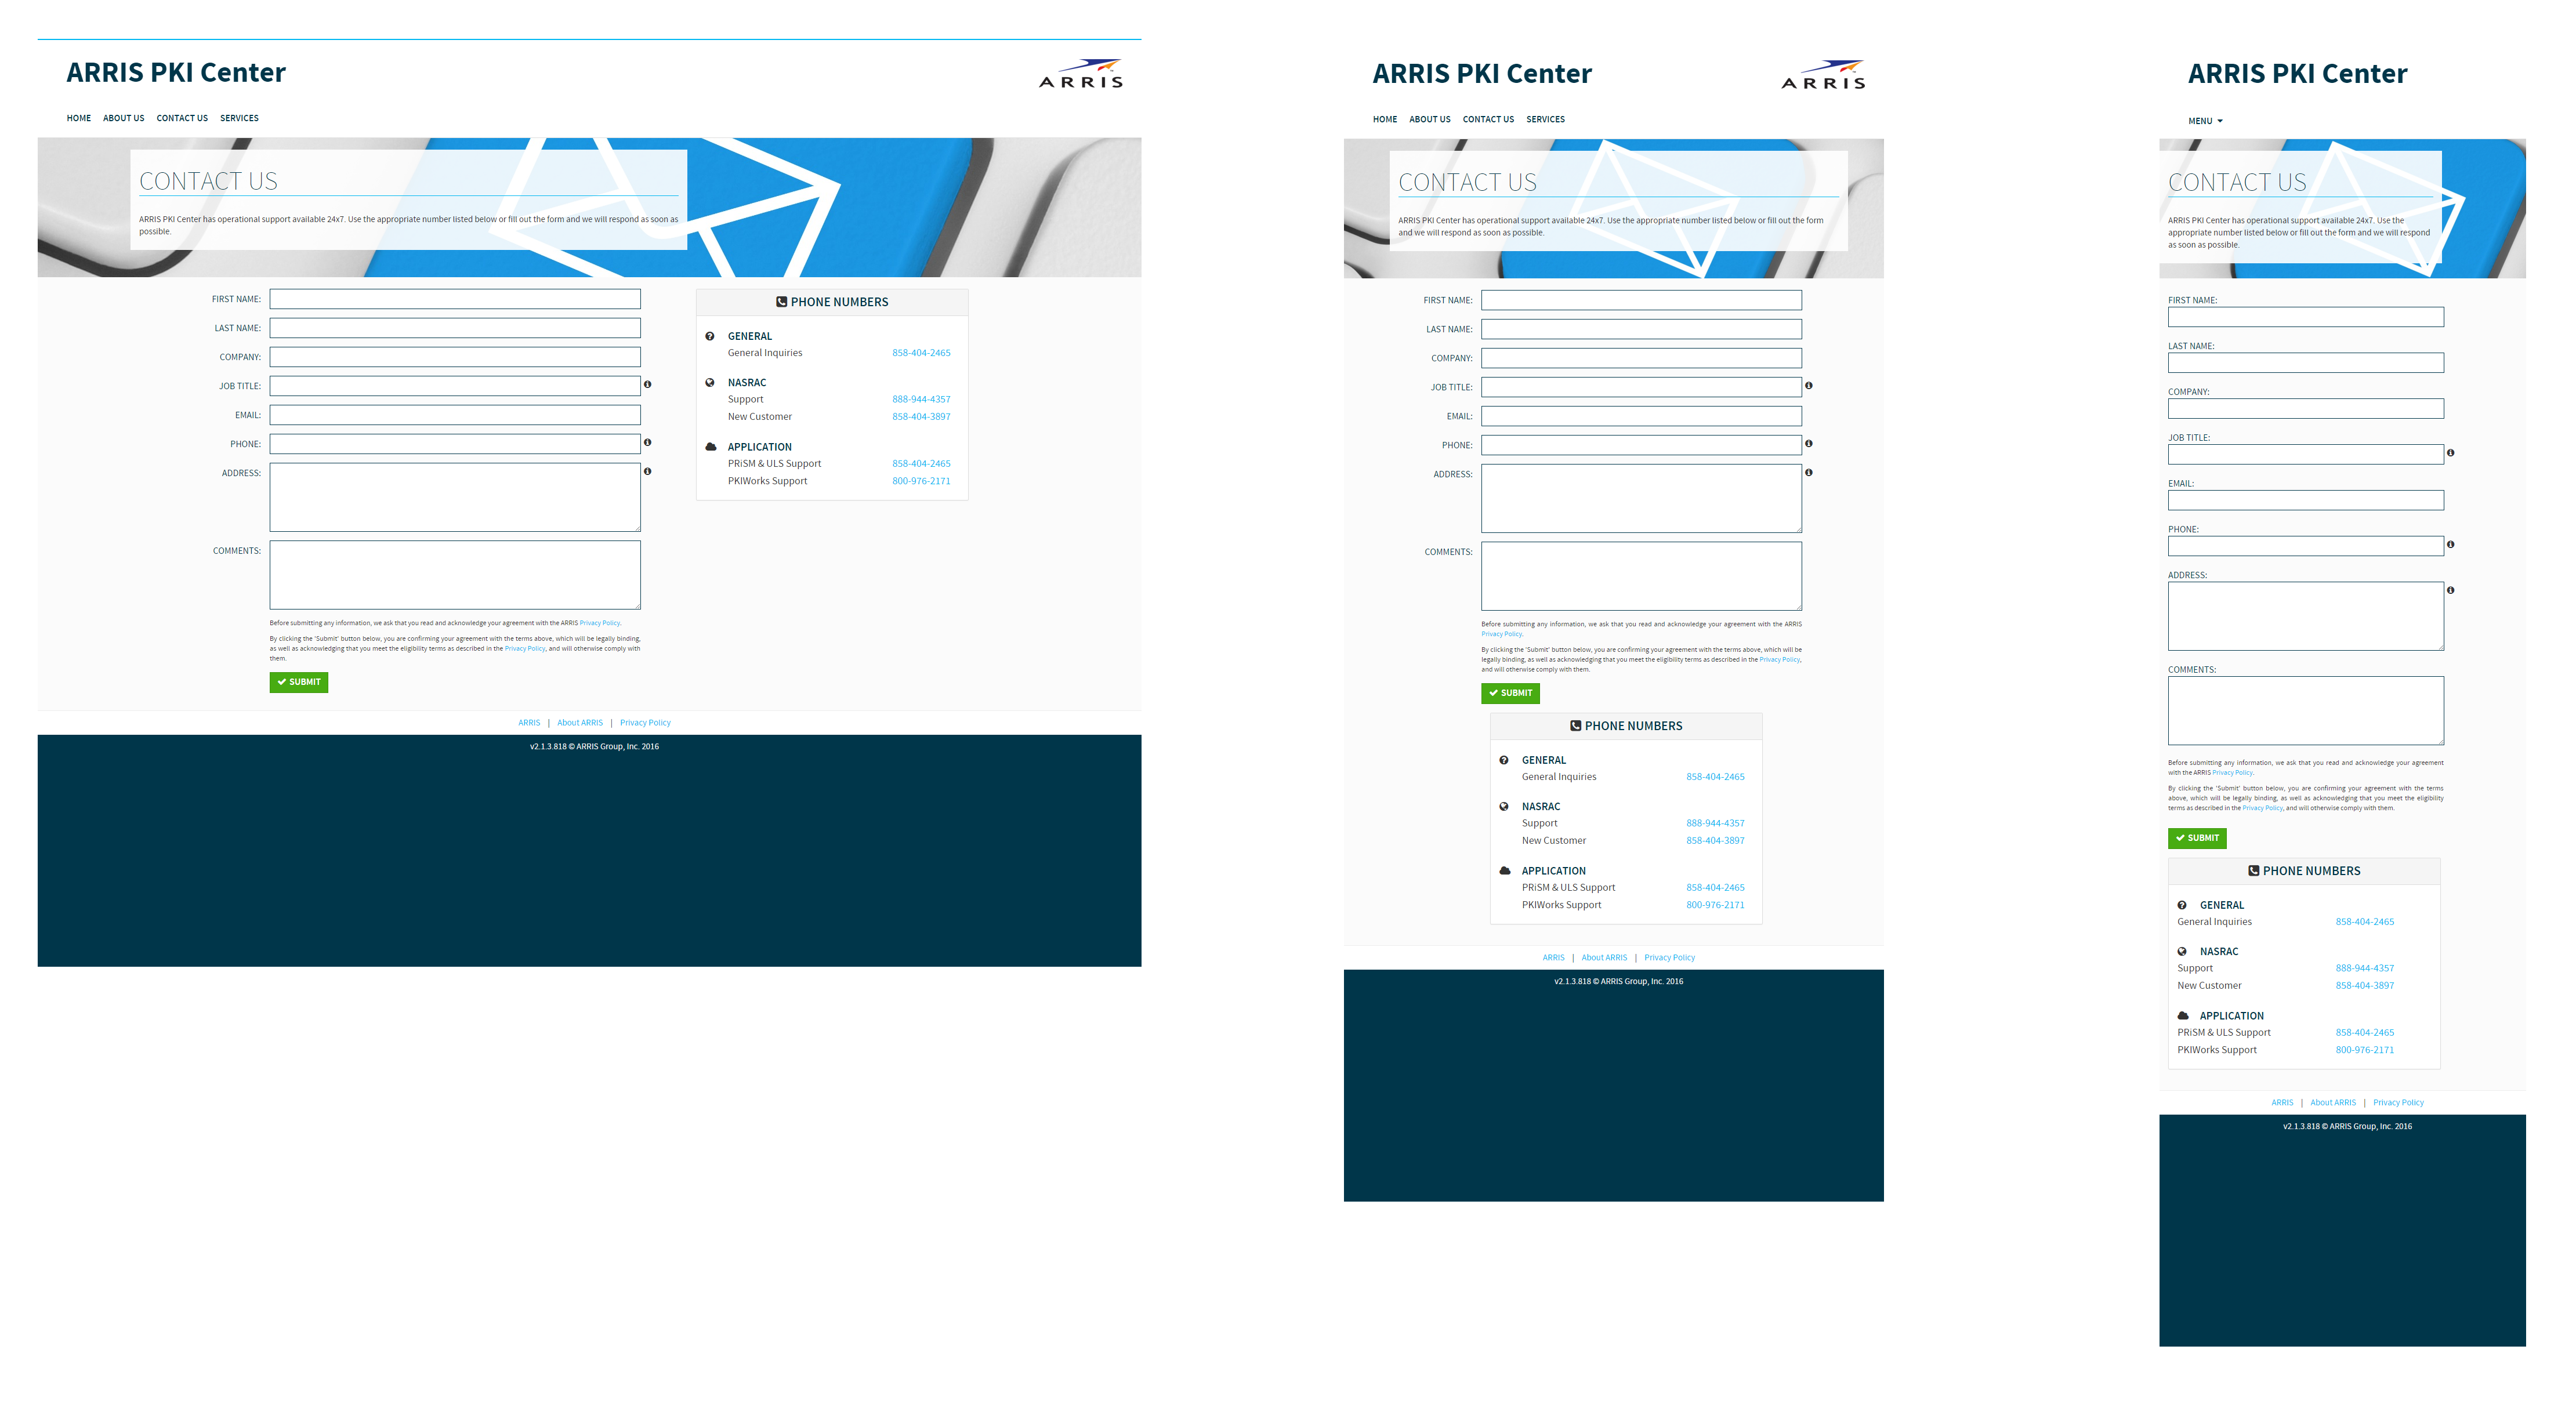 ARRIS PKI Center
ARRIS
HOME ABOUT US CONTACT US SERVICES
CONTACT US
ARRIS PKI Center has operational support available 24x7. Use the appropriate number listed below or fill out the form and we will respond as soon as
possible.
FIRST NAME:
LAST NAME:
COMPANY:
JOB TITLE:
EMAIL:
PHONE:
ADDRESS:
COMMENTS:
Before submitting any information, we ask that you read and acknowledge your agreement with the ARRIS Privacy Policy.
By clicking the 'Submit' button below, you are confirming your agreement with the terms above, which will be legally binding,
as well as acknowledging that you meet the eligibility terms as described in the Privacy Policy, and will otherwise comply with
them.
SUBMIT
PHONE NUMBERS
GENERAL
General Inquiries 858-404-2465
NASRAC
Support 888-944-4357
New Customer 858-404-3897
APPLICATION
PRiSM & ULS Support 858-404-2465
PKIWorks Support 800-976-2171
ARRIS | About ARRIS | Privacy Policy
v2.1.3.818 © ARRIS Group, Inc. 2016
ARRIS PKI Center
ARRIS
HOME ABOUT US CONTACT US SERVICES
CONTACT US
ARRIS PKI Center has operational support available 24x7. Use the appropriate number listed below or fill out the form
and we will respond as soon as possible.
FIRST NAME:
LAST NAME:
COMPANY:
JOB TITLE:
EMAIL:
PHONE:
ADDRESS:
COMMENTS:
Before submitting any information, we ask that you read and acknowledge your agreement with the ARRIS
Privacy Policy.
By clicking the 'Submit' button below, you are confirming your agreement with the terms above, which will be
legally binding, as well as acknowledging that you meet the eligibility terms as described in the Privacy Policy,
and will otherwise comply with them.
SUBMIT
PHONE NUMBERS
GENERAL
General Inquiries 858-404-2465
NASRAC
Support 888-944-4357
New Customer 858-404-3897
APPLICATION
PRiSM & ULS Support 858-404-2465
PKIWorks Support 800-976-2171
ARRIS | About ARRIS | Privacy Policy
v2.1.3.818 © ARRIS Group, Inc. 2016
ARRIS PKI Center
MENU
CONTACT US
ARRIS PKI Center has operational support available 24x7. Use the
appropriate number listed below or fill out the form and we will respond
as soon as possible.
FIRST NAME:
LAST NAME:
COMPANY:
JOB TITLE:
EMAIL:
PHONE:
ADDRESS:
COMMENTS:
Before submitting any information, we ask that you read and acknowledge your agreement
with the ARRIS Privacy Policy.
By clicking the 'Submit' button below, you are confirming your agreement with the terms
above, which will be legally binding, as well as acknowledging that you meet the eligibility
terms as described in the Privacy Policy, and will otherwise comply with them.
SUBMIT
PHONE NUMBERS
GENERAL
General Inquiries 858-404-2465
NASRAC
Support 888-944-4357
New Customer 858-404-3897
APPLICATION
PRiSM & ULS Support 858-404-2465
PKIWorks Support 800-976-2171
ARRIS | About ARRIS | Privacy Policy
v2.1.3.818 © ARRIS Group, Inc. 2016